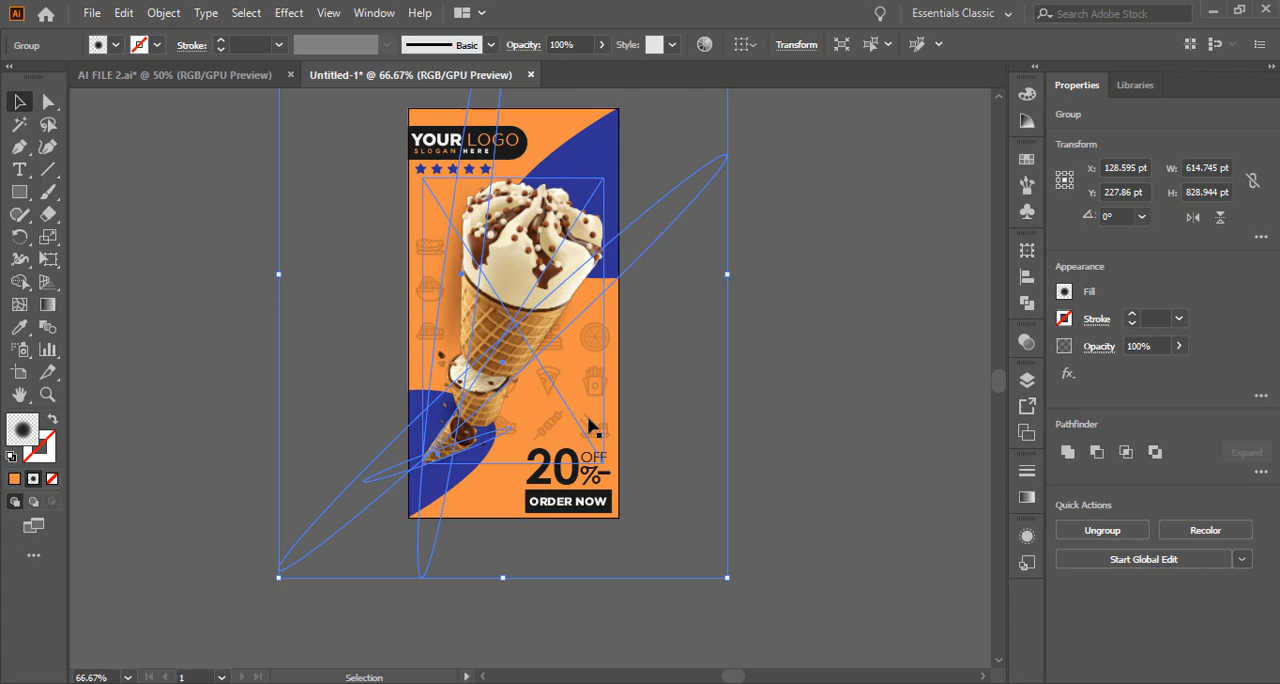 Ai File Edit Object Type Select Effect View Window Help Essentials Classic Search Adobe Stock
Group Stroke: Basic Opacity: 100% Style: Transform
AI FILE 2.ai* @ 50% (RGB/GPU Preview) × Untitled-1* @ 66.67% (RGB/GPU Preview) ×
Properties Libraries
Group
Transform
X: 128.595 pt W: 614.745 pt
Y: 227.86 pt H: 828.944 pt
0°
Appearance
Fill
Stroke
Opacity 100%
fx.
Pathfinder
Expand
Quick Actions
Ungroup Recolor
Start Global Edit
YOUR LOGO
SLOGAN HERE
20% OFF
ORDER NOW
66.67% 1 Selection